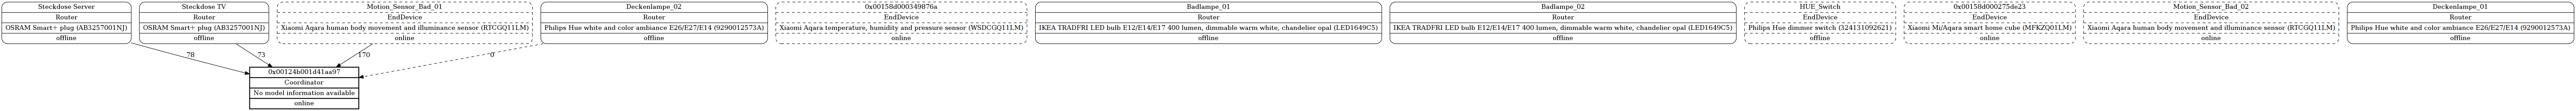 Steckdose Server
Router
OSRAM Smart+ plug (AB3257001NJ)
offline
Steckdose TV
Router
OSRAM Smart+ plug (AB3257001NJ)
offline
Motion_Sensor_Bad_01
EndDevice
Xiaomi Aqara human body movement and illuminance sensor (RTCGQ11LM)
online
Deckenlampe_02
Router
Philips Hue white and color ambiance E26/E27/E14 (9290012573A)
offline
0x00158d000349876a
EndDevice
Xiaomi Aqara temperature, humidity and pressure sensor (WSDCGQ11LM)
online
Badlampe_01
Router
IKEA TRADFRI LED bulb E12/E14/E17 400 lumen, dimmable warm white, chandelier opal (LED1649C5)
offline
Badlampe_02
Router
IKEA TRADFRI LED bulb E12/E14/E17 400 lumen, dimmable warm white, chandelier opal (LED1649C5)
offline
HUE_Switch
EndDevice
Philips Hue dimmer switch (324131092621)
offline
0x00158d000275de23
EndDevice
Xiaomi Mi/Aqara smart home cube (MFKZQ01LM)
online
Motion_Sensor_Bad_02
EndDevice
Xiaomi Aqara human body movement and illuminance sensor (RTCGQ11LM)
online
Deckenlampe_01
Router
Philips Hue white and color ambiance E26/E27/E14 (9290012573A)
offline
78
73
170
0
0x00124b001d41aa97
Coordinator
No model information available
online